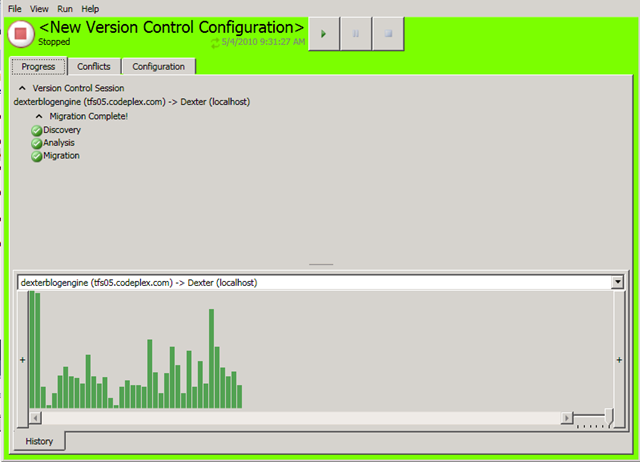 File View Run Help
<New Version Control Configuration>
Stopped 5/4/2010 9:31:27 AM
Progress Conflicts Configuration
Version Control Session
dexterblogengine (tfs05.codeplex.com) -> Dexter (localhost)
Migration Complete!
Discovery
Analysis
Migration
dexterblogengine (tfs05.codeplex.com) -> Dexter (localhost)
+ +
History